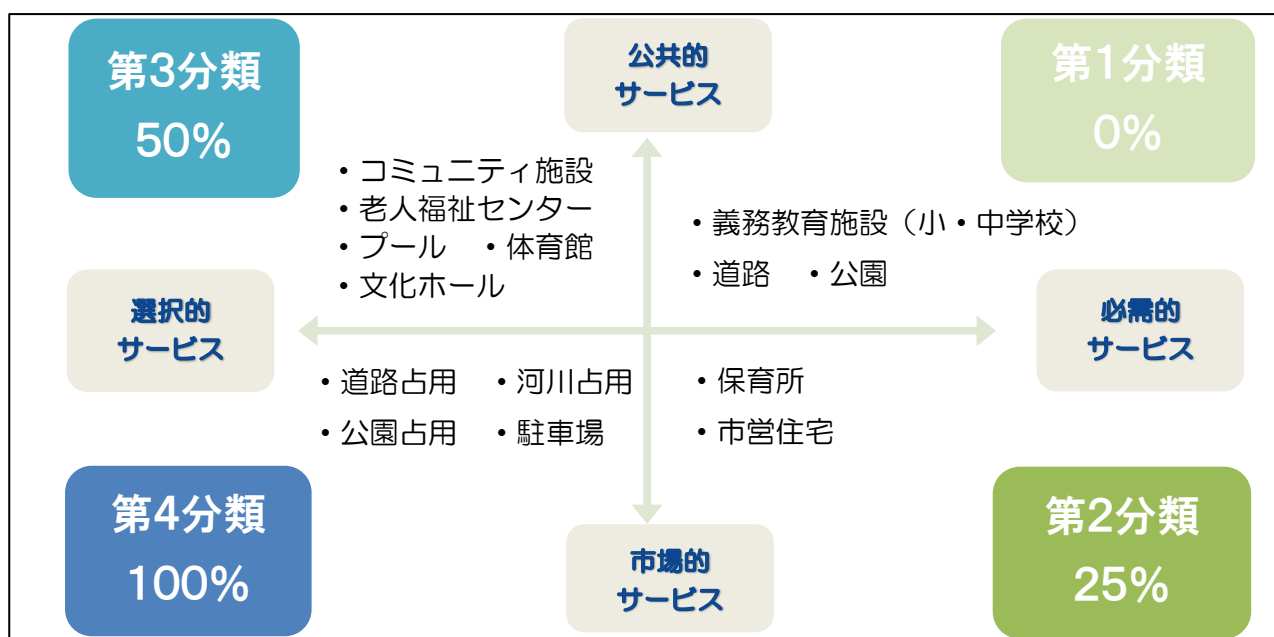 第3分類
50%
公共的
サービス
第1分類
0%
・コミュニティ施設
・老人福祉センター
・プール ・体育館
・文化ホール
・義務教育施設（小・中学校）
・道路 ・公園
選択的
サービス
必需的
サービス
・道路占用 ・河川占用
・公園占用 ・駐車場
・保育所
・市営住宅
第4分類
100%
市場的
サービス
第2分類
25%